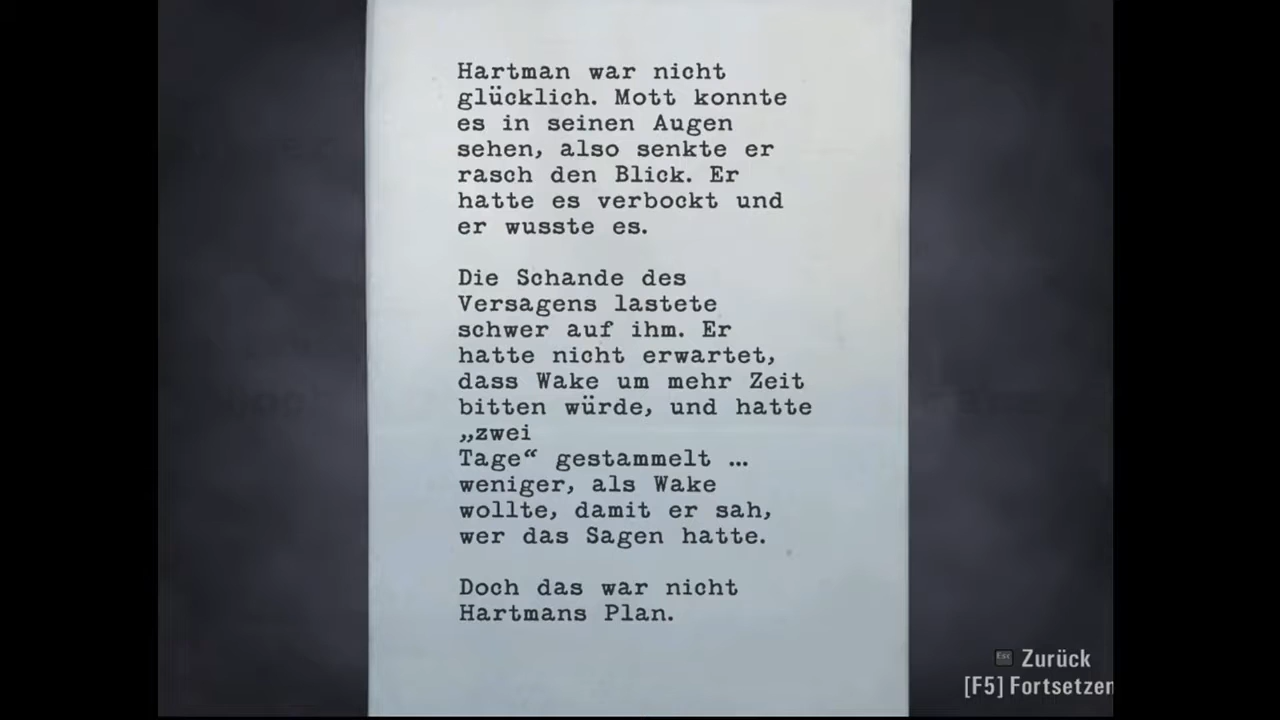 Hartman war nicht
glücklich. Mott konnte
es in seinen Augen
sehen, also senkte er
rasch den Blick. Er
hatte es verbockt und
er wusste es.
Die Schande des
Versagens lastete
schwer auf ihm. Er
hatte nicht erwartet,
dass Wake um mehr Zeit
bitten würde, und hatte
„zwei
Tage“ gestammelt …
weniger, als Wake
wollte, damit er sah,
wer das Sagen hatte.
Doch das war nicht
Hartmans Plan.
Esc Zurück
[F5] Fortsetzen